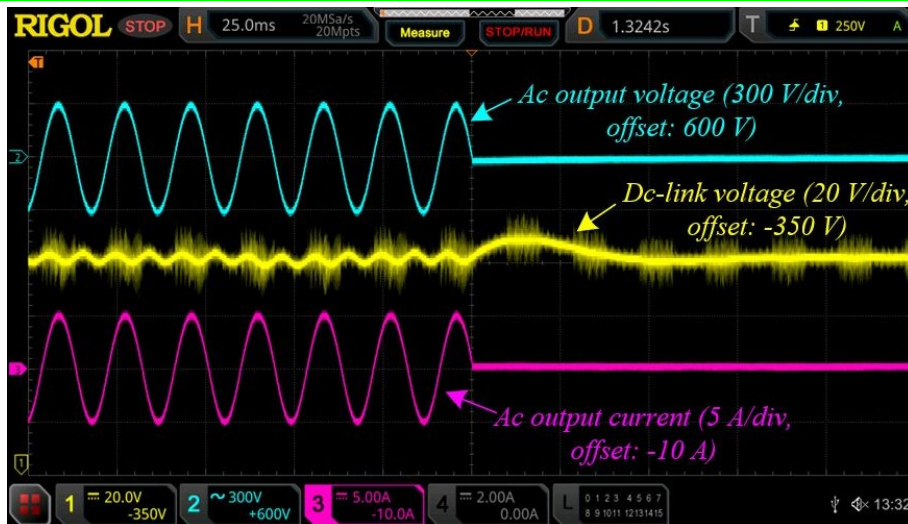 RIGOL STOP H 25.0ms 20MSa/s 20Mpts Measure STOP/RUN D 1.3242s T 1 250V A
T
Ac output voltage (300 V/div,
offset: 600 V)
2
Dc-link voltage (20 V/div,
offset: -350 V)
3
Ac output current (5 A/div,
offset: -10 A)
1
1 20.0V -350V 2 300V +600V 3 5.00A -10.0A 4 2.00A 0.00A L 0 1 2 3 4 5 6 7 8 9 10 11 12 13 14 15 13:32